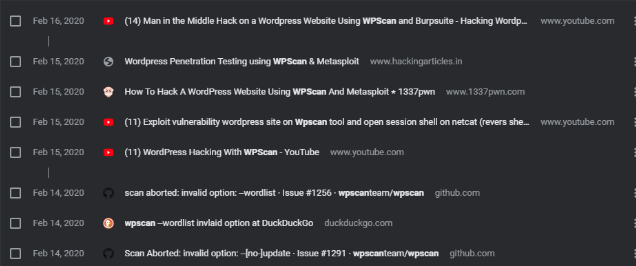 Feb 16, 2020 (14) Man in the Middle Hack on a Wordpress Website Using WPScan and Burpsuite - Hacking Wordp... www.youtube.com
Feb 15, 2020 Wordpress Penetration Testing using WPScan & Metasploit www.hackingarticles.in
Feb 15, 2020 How To Hack A WordPress Website Using WPScan And Metasploit ⋆ 1337pwn www.1337pwn.com
Feb 15, 2020 (11) Exploit vulnerability wordpress site on Wpscan tool and open session shell on netcat (revers she... www.youtube.com
Feb 15, 2020 (11) WordPress Hacking With WPScan - YouTube www.youtube.com
Feb 14, 2020 scan aborted: invalid option: --wordlist · Issue #1256 · wpscanteam/wpscan github.com
Feb 14, 2020 wpscan --wordlist invlaid option at DuckDuckGo duckduckgo.com
Feb 14, 2020 Scan Aborted: invalid option: --[no-]update · Issue #1291 · wpscanteam/wpscan github.com